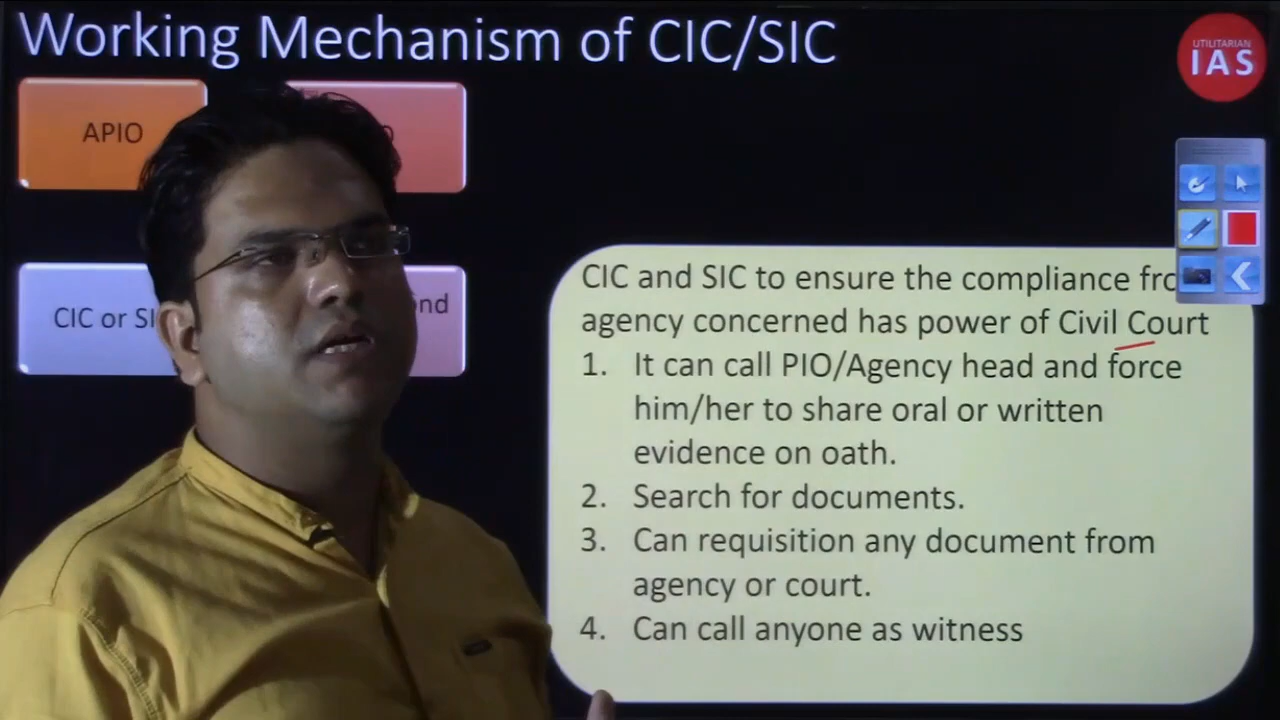 Working Mechanism of CIC/SIC
UTILITARIAN
IAS
APIO
CIC or
CIC and SIC to ensure the compliance
agency concerned has power of Civil Court
1. It can call PIO/Agency head and force
him/her to share oral or written
evidence on oath.
2. Search for documents.
3. Can requisition any document from
agency or court.
4. Can call anyone as witness